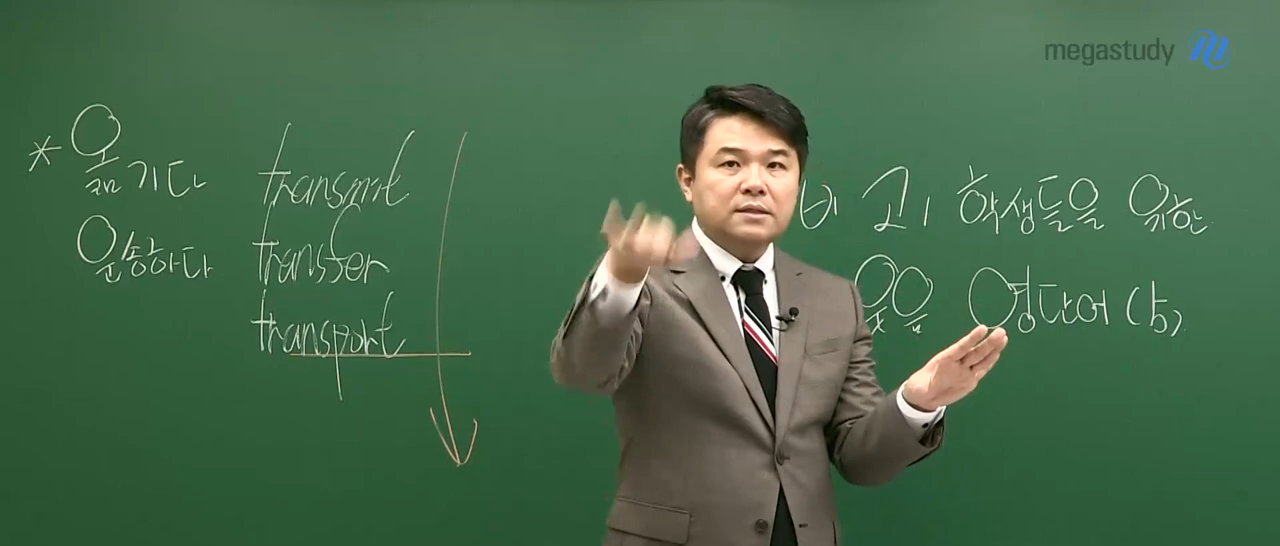 megastudy
* 옮기다
운송하다
transmit
transfer
transport
비 고1 학생들을 위한
영단어 (상)